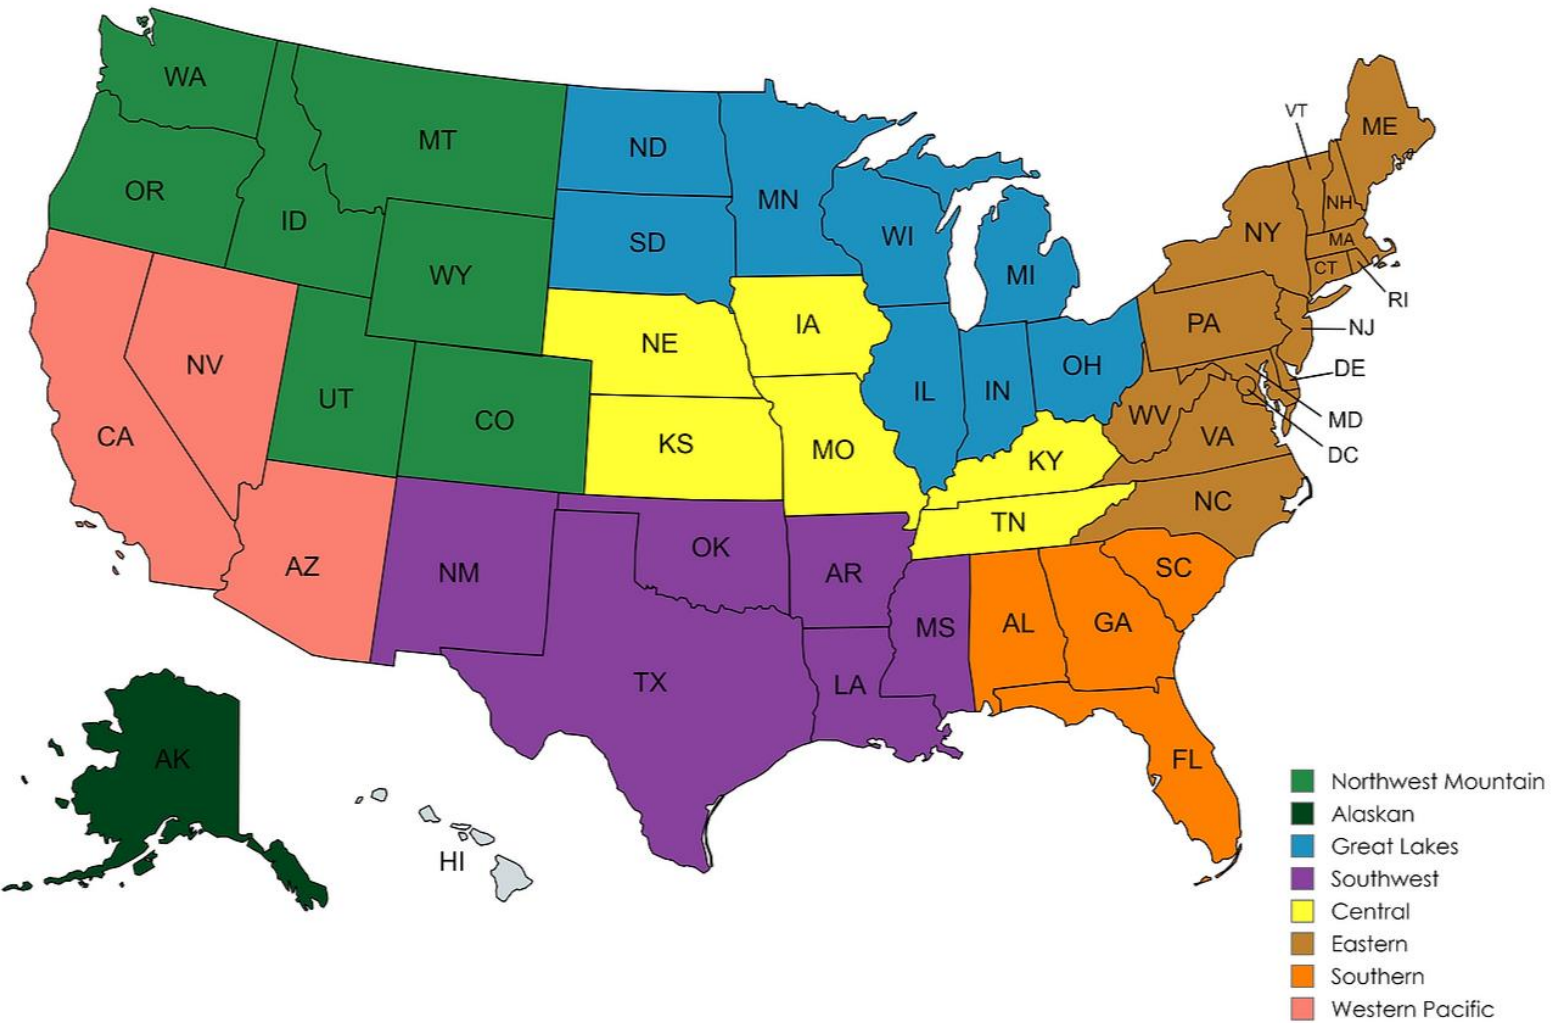 WA
MT
ND
MN
VT
ME
OR
ID
WY
SD
WI
MI
NY
NH
MA
CT
RI
NV
UT
CO
NE
IA
IL
IN
OH
PA
NJ
DE
MD
DC
CA
KS
MO
KY
WV
VA
AZ
NM
OK
AR
TN
NC
TX
LA
MS
AL
GA
SC
FL
AK
HI
Northwest Mountain
Alaskan
Great Lakes
Southwest
Central
Eastern
Southern
Western Pacific